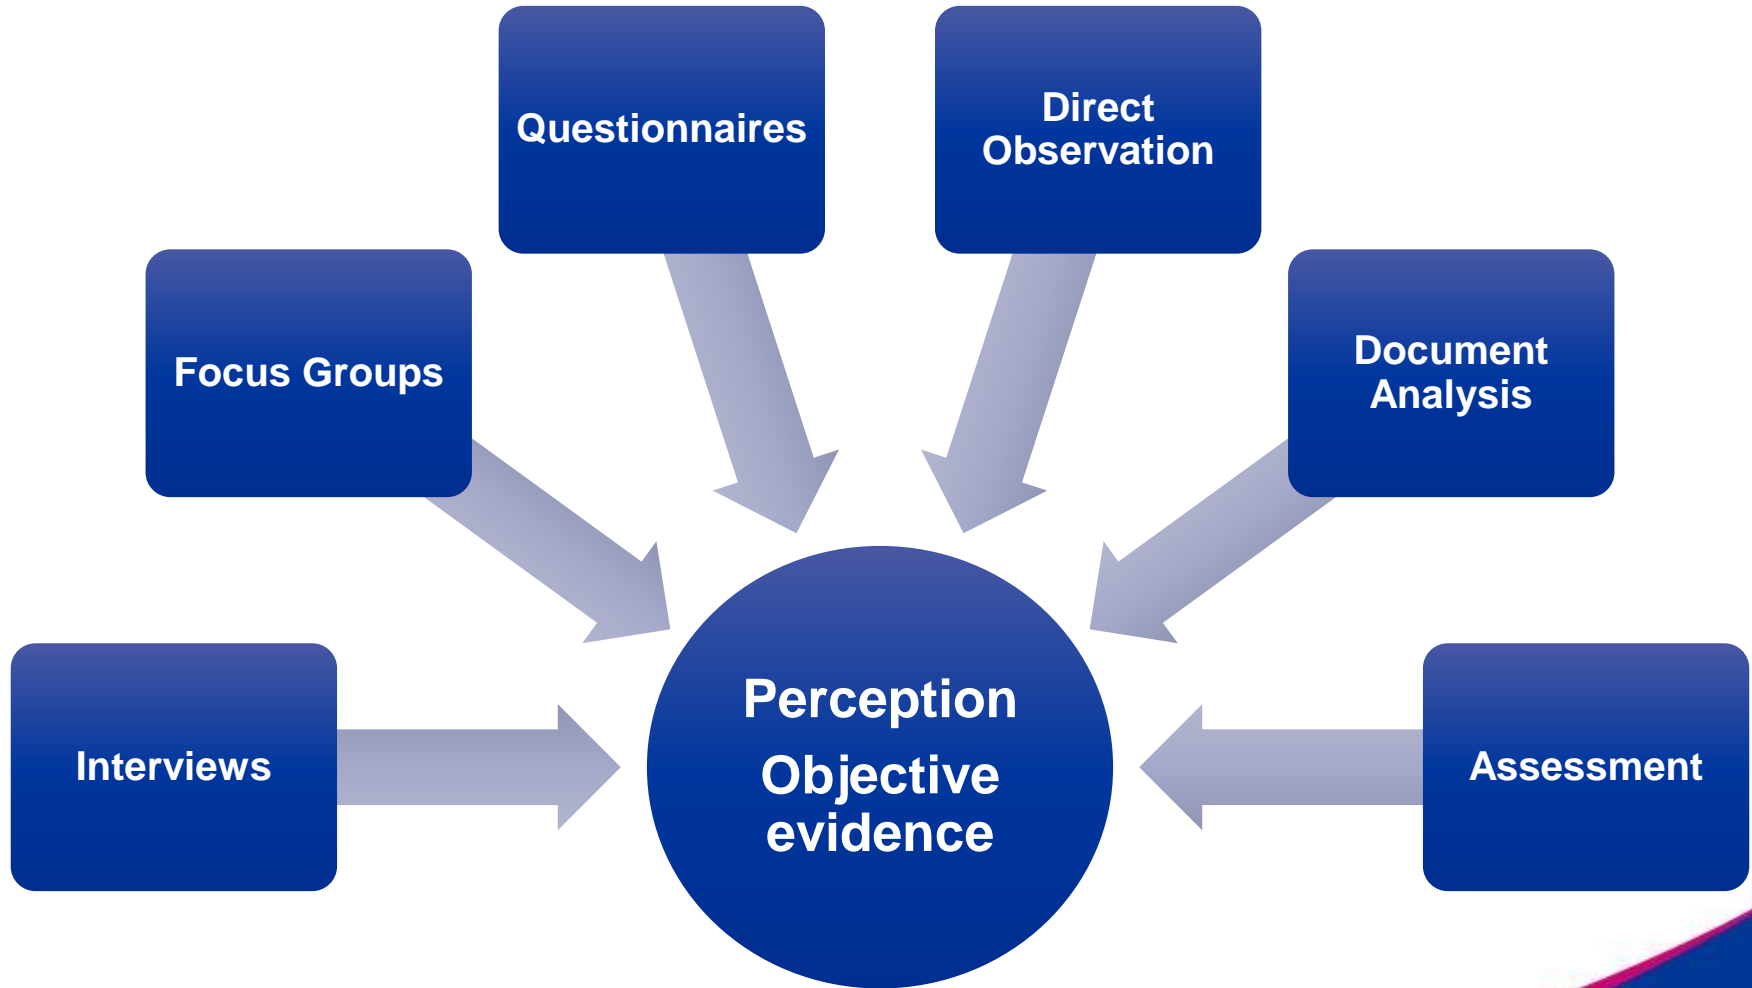 Questionnaires
Direct
Observation
Focus Groups
Document
Analysis
Interviews
Perception
Objective
evidence
Assessment